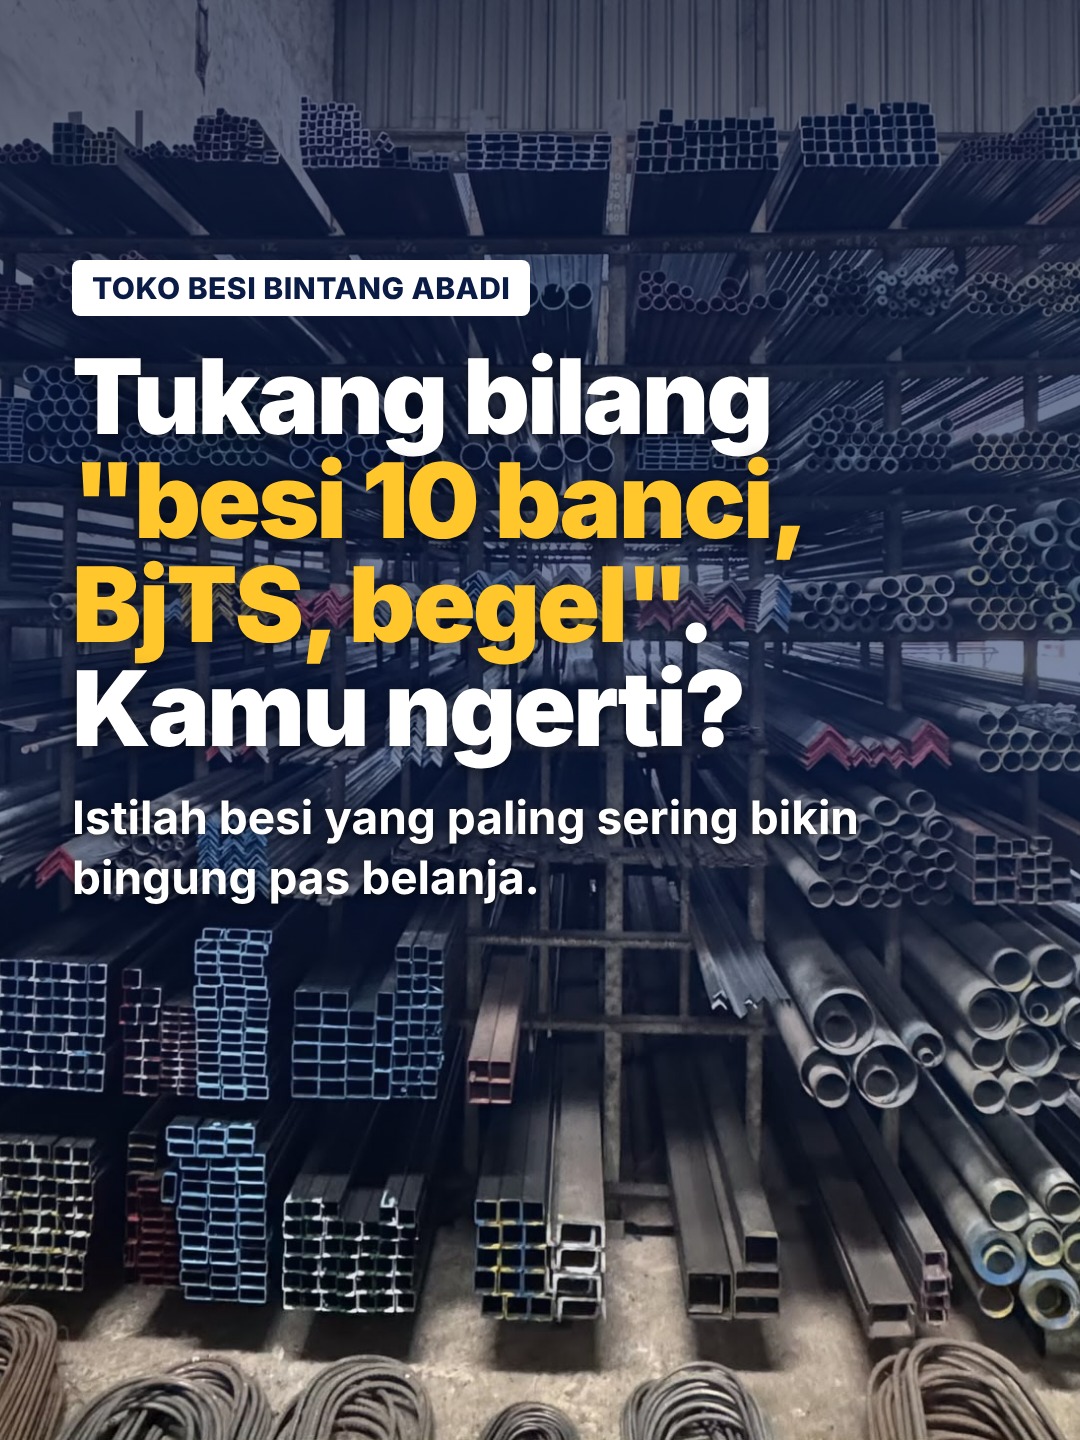 TOKO BESI BINTANG ABADI
Tukang bilang
"besi 10 banci,
BjTS, begel".
Kamu ngerti?
Istilah besi yang paling sering bikin
bingung pas belanja.